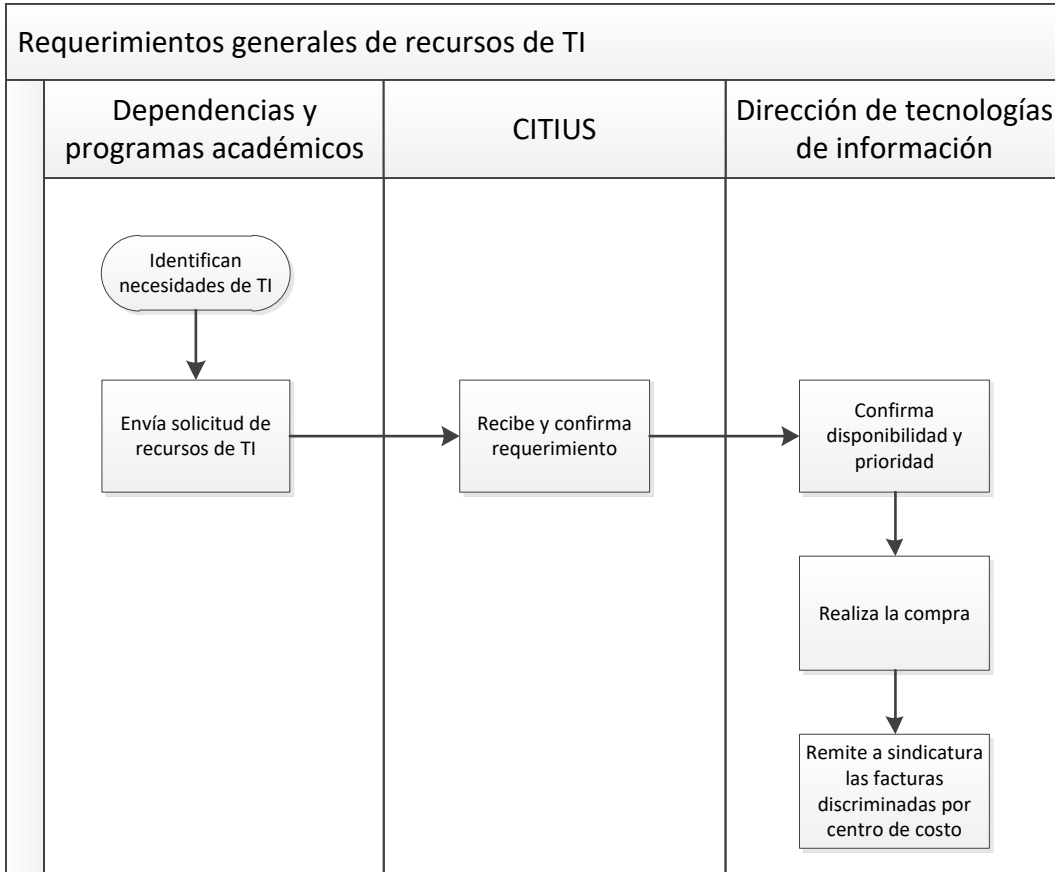 Requerimientos generales de recursos de TI
Dependencias y
programas académicos
CITIUS
Dirección de tecnologías
de información
Identifican
necesidades de TI
Envía solicitud de
recursos de TI
Recibe y confirma
requerimiento
Confirma
disponibilidad y
prioridad
Realiza la compra
Remite a sindicatura
las facturas
discriminadas por
centro de costo